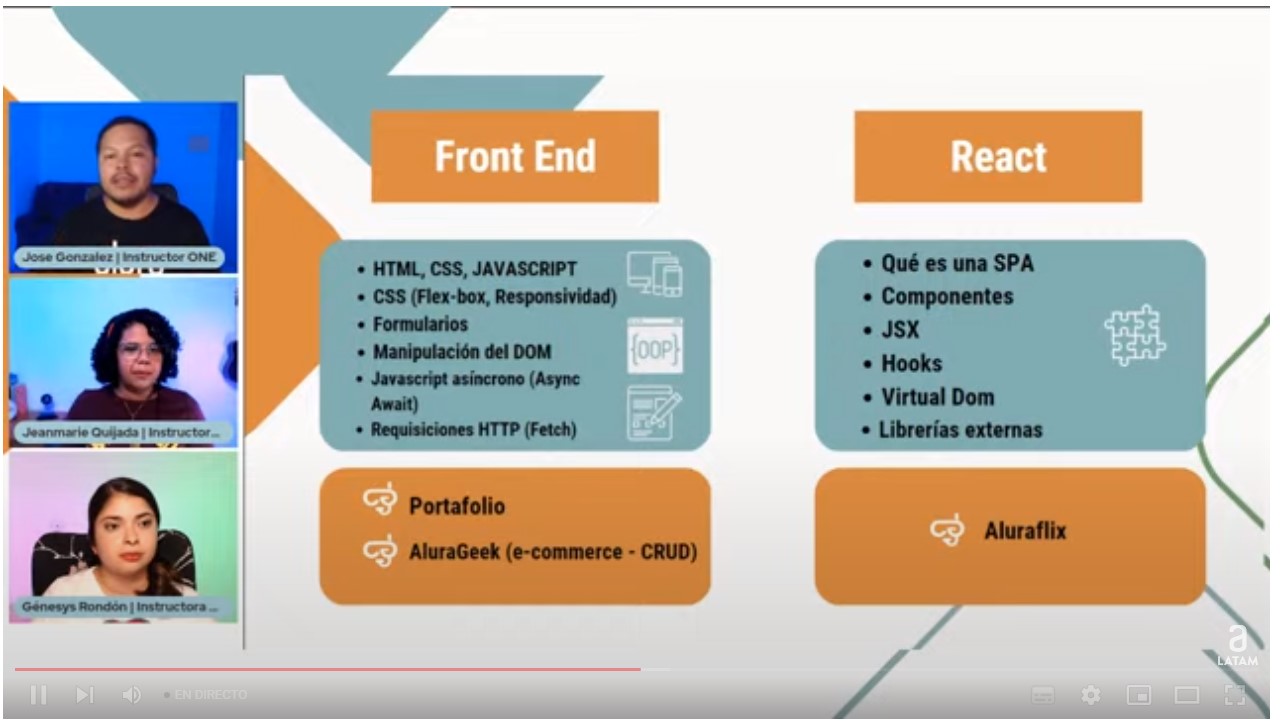 Front End
React
Jose Gonzalez | Instructor ONE
Jeanmarie Quijada | Instructor...
Génesys Rondón | Instructora ...
• HTML, CSS, JAVASCRIPT
• CSS (Flex-box, Responsividad)
• Formularios
• Manipulación del DOM
• Javascript asíncrono (Async
Await)
• Requisiciones HTTP (Fetch)
{OOP}
• Qué es una SPA
• Componentes
• JSX
• Hooks
• Virtual Dom
• Librerías externas
Portafolio
AluraGeek (e-commerce - CRUD)
Aluraflix
a
LATAM
• EN DIRECTO